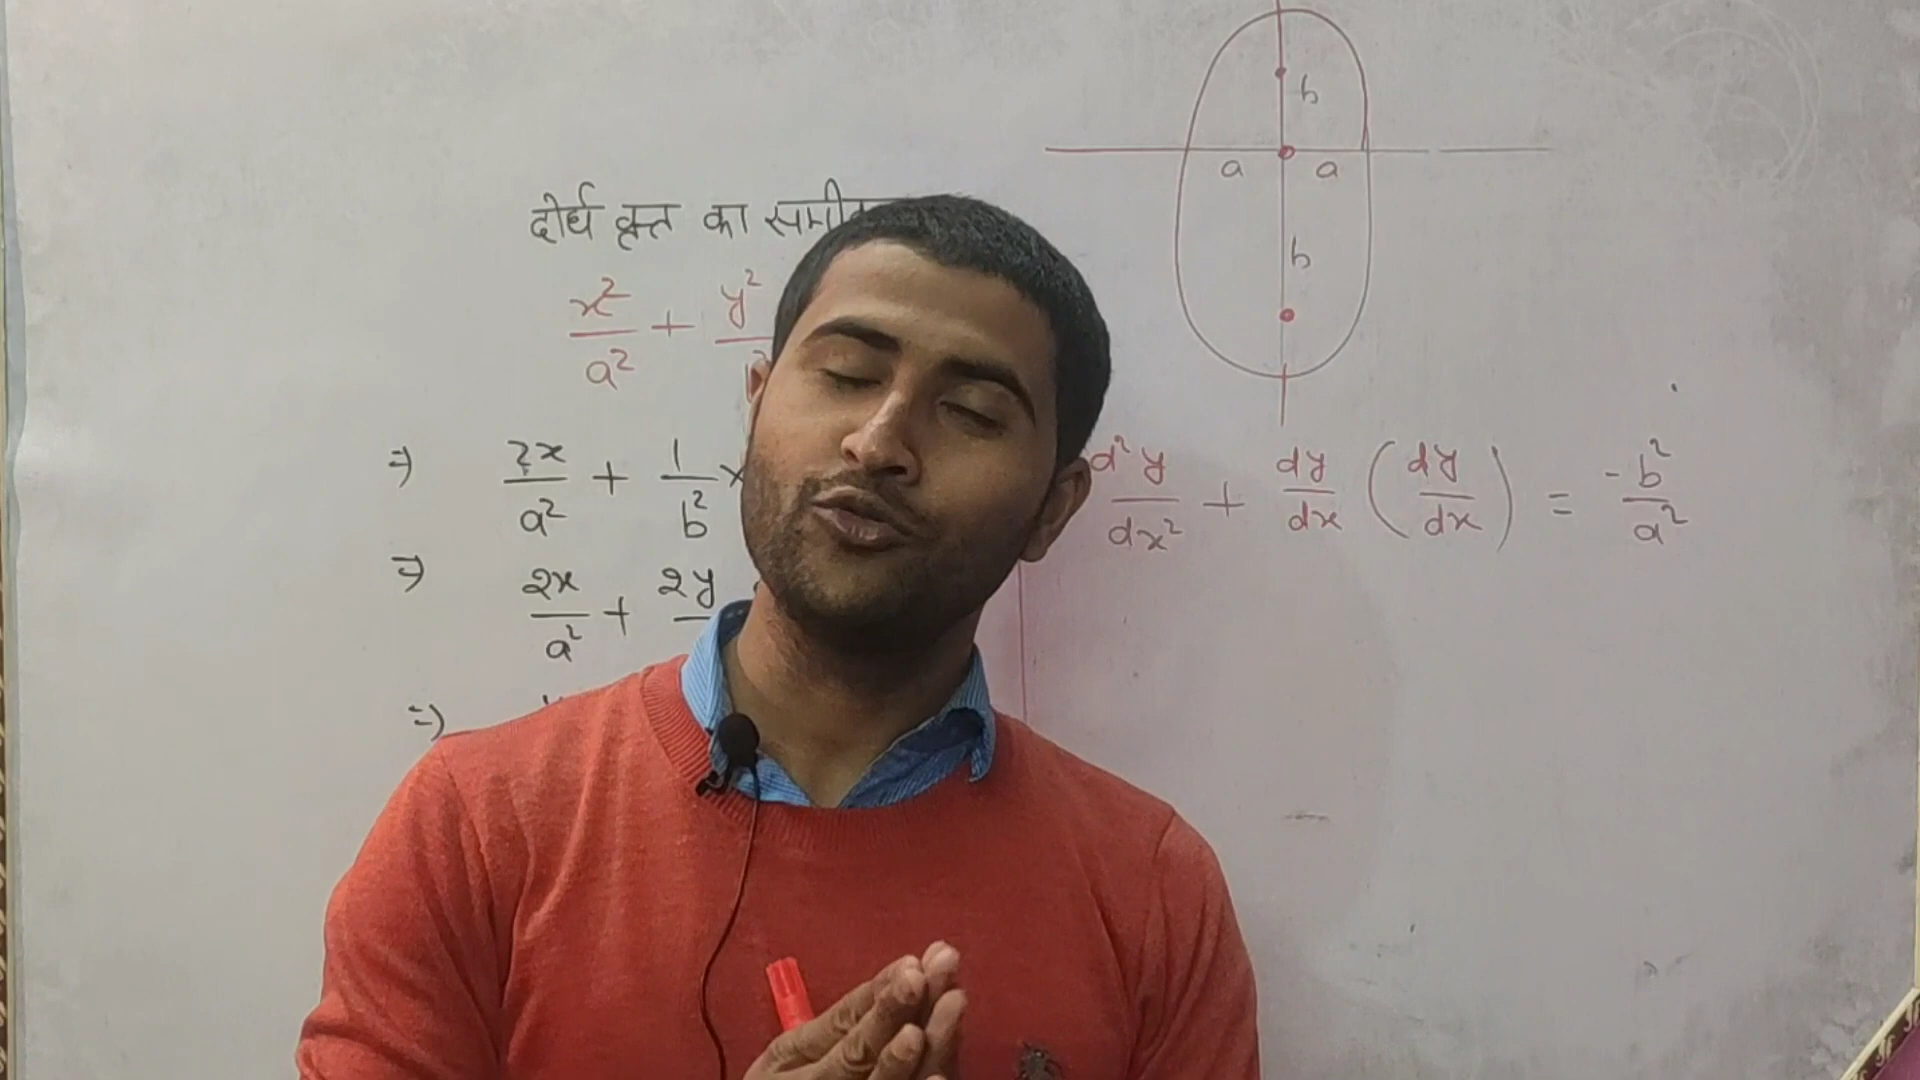 b
a a
b
दीर्घ वृत्त का समी
x²/a² + y²/
=) 2x/a² + 1/b² ×
=) 2x/a² + 2y
=)
d²y/dx² + dy/dx (dy/dx) = -b²/a²